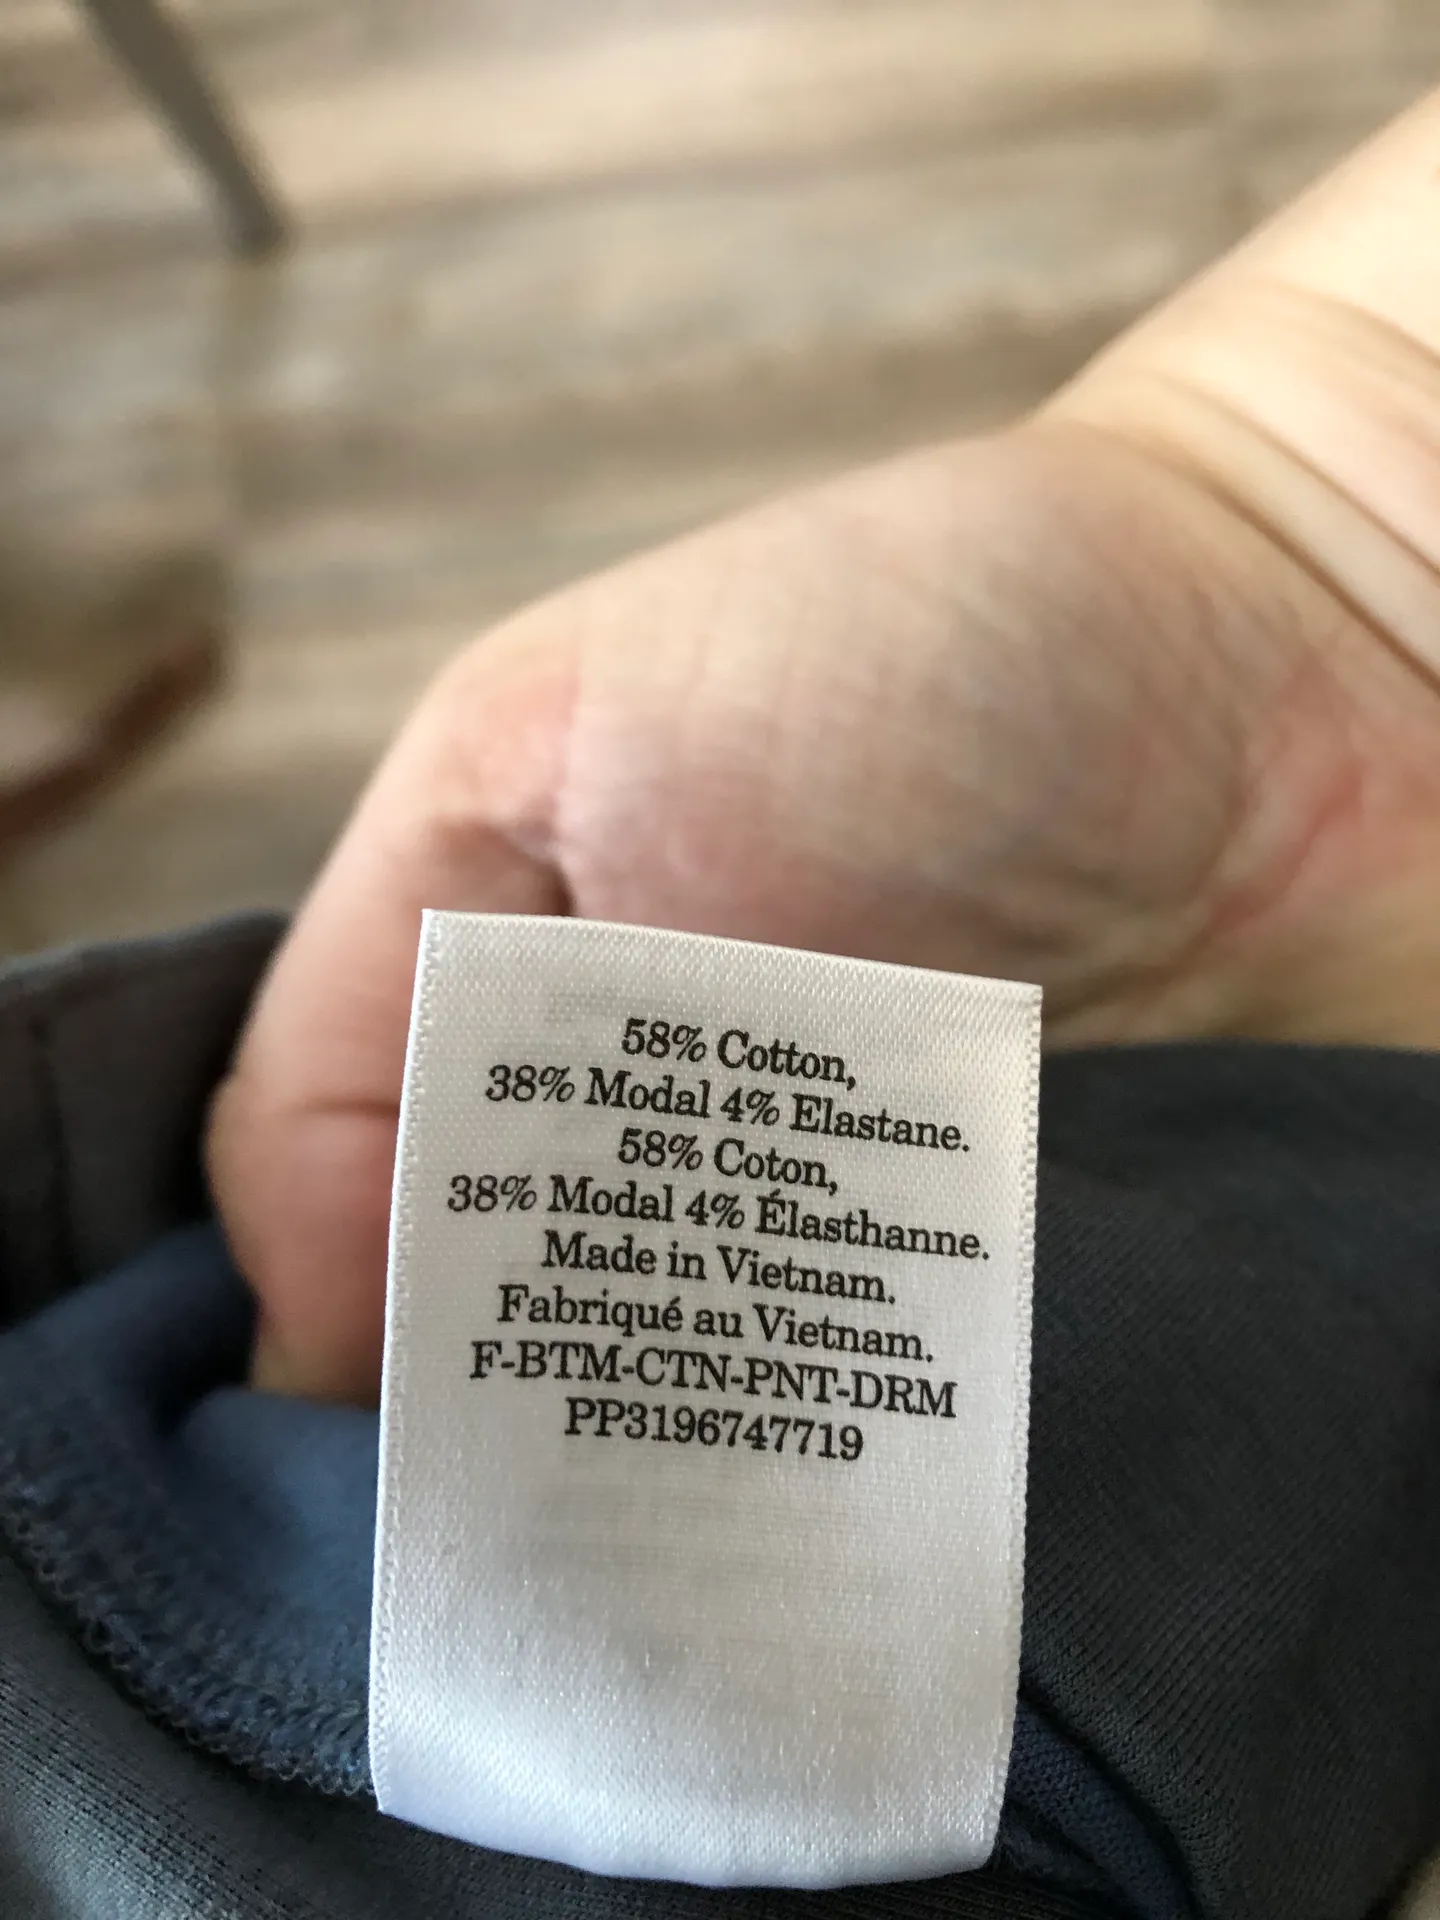 58% Cotton,
38% Modal 4% Elastane.
58% Coton,
38% Modal 4% Élasthanne.
Made in Vietnam.
Fabriqué au Vietnam.
F-BTM-CTN-PNT-DRM
PP3196747719